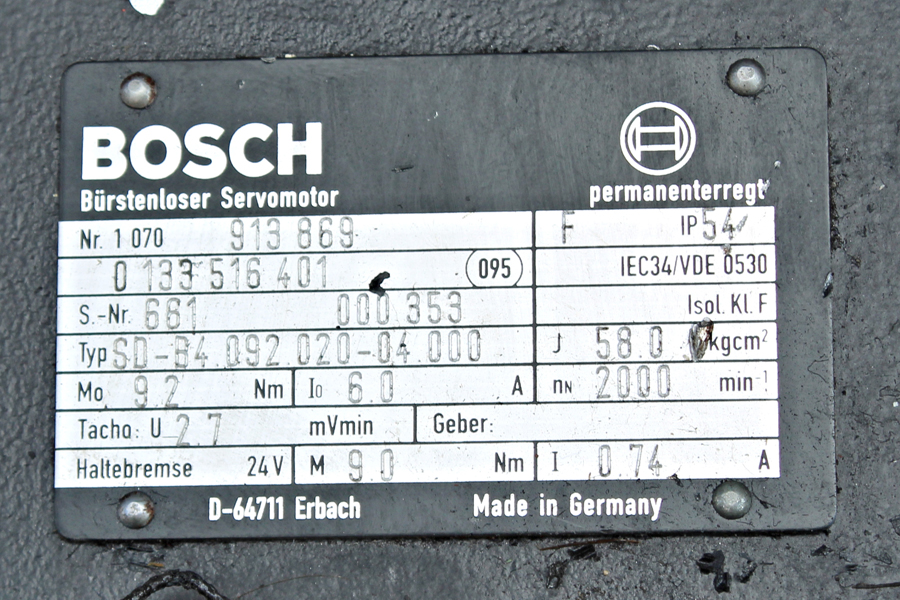 BOSCH
Bürstenloser Servomotor
permanenterregt
Nr. 1 070 913 869 F IP 54
0 133 516 401 095 IEC34/VDE 0530
S.-Nr. 661 000 353 Isol. Kl. F
Typ SD-B4.092.020-04.000 J 58.0 kgcm²
Mo 9.2 Nm I0 6.0 A nN 2000 min-1
Tacho: U 2.7 mVmin Geber:
Haltebremse 24V M 9.0 Nm I 0.74 A
D-64711 Erbach Made in Germany